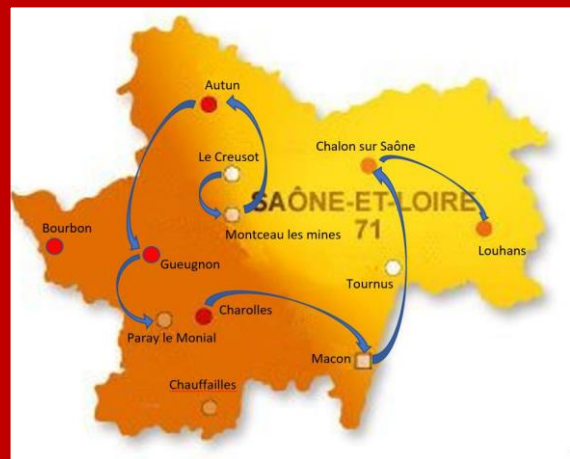 Autun
Le Creusot
Chalon sur Saône
SAÔNE-ET-LOIRE
71
Montceau les mines
Bourbon
Louhans
Gueugnon
Tournus
Charolles
Paray le Monial
Macon
Chauffailles